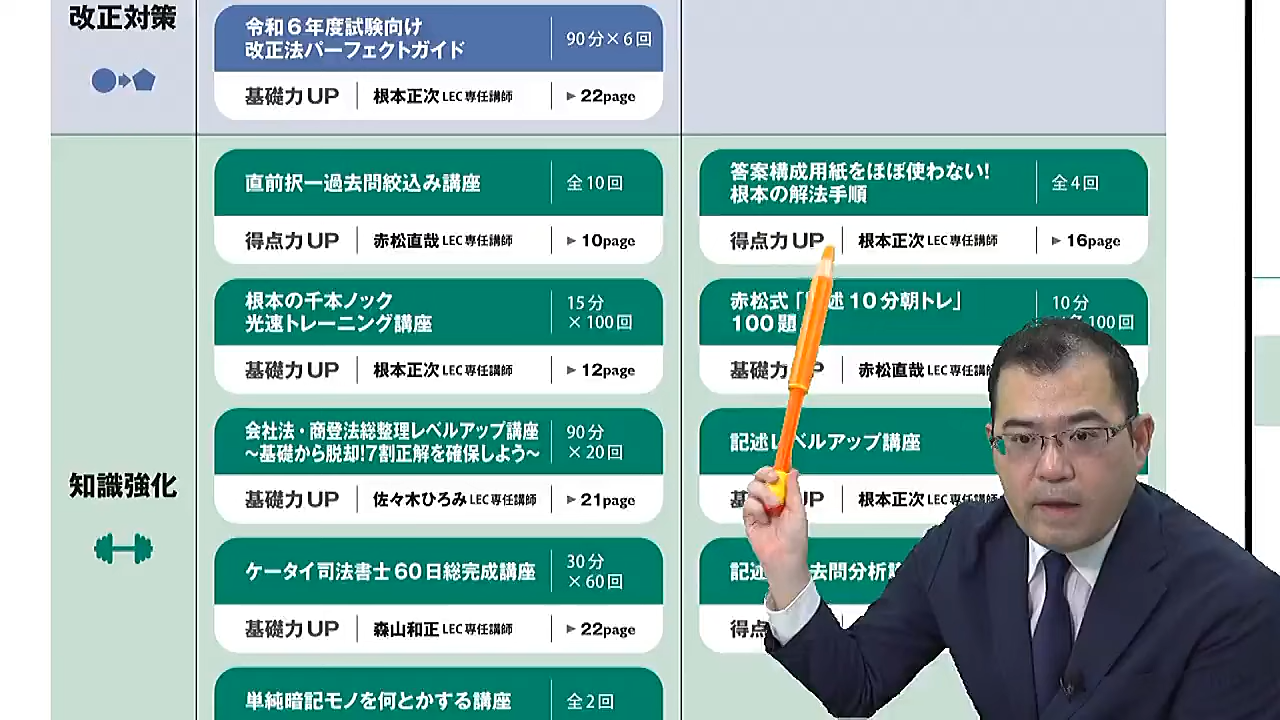 改正対策
令和6年度試験向け
改正法パーフェクトガイド
90分×6回
基礎力UP
根本正次 LEC専任講師
▶22page
知識強化
直前択一過去問絞込み講座
全10回
得点力UP
赤松直哉 LEC専任講師
▶10page
答案構成用紙をほぼ使わない!
根本の解法手順
全4回
得点力UP
根本正次 LEC専任講師
▶16page
根本の千本ノック
光速トレーニング講座
15分
×100回
基礎力UP
根本正次 LEC専任講師
▶12page
赤松式「 述10分朝トレ」
100題
10分
100回
基礎力 P
赤松直哉 LEC専任講
会社法・商登法総整理レベルアップ講座
~基礎から脱却!7割正解を確保しよう~
90分
×20回
基礎力UP
佐々木ひろみ LEC専任講師
▶21page
記述レベルアップ講座
基 UP
根本正次 LEC専任講師
ケータイ司法書士60日総完成講座
30分
×60回
基礎力UP
森山和正 LEC専任講師
▶22page
記述 去問分析
得点
単純暗記モノを何とかする講座
全2回